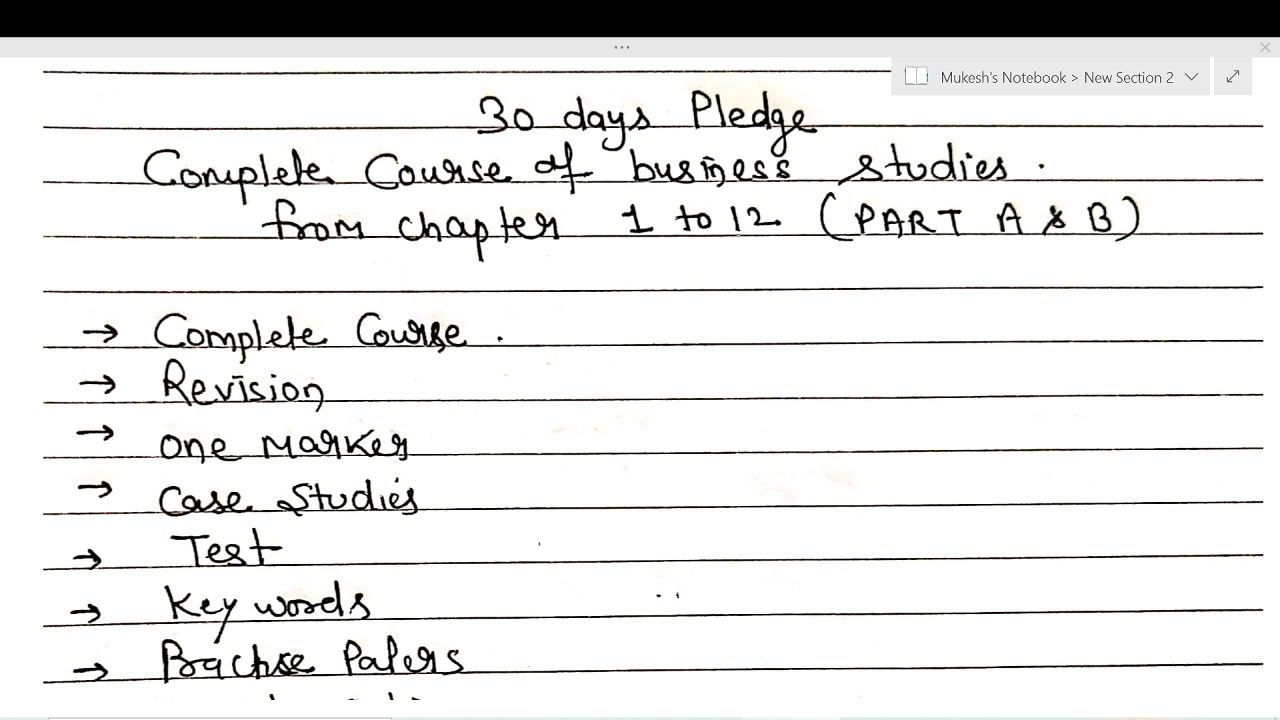 ...
Mukesh's Notebook > New Section 2
30 days Pledge
Complete Course of business studies.
from chapter 1 to 12 (PART A & B)
→ Complete Course.
→ Revision
→ one Marker
→ Case Studies
→ Test
→ Key words
→ Practise Papers